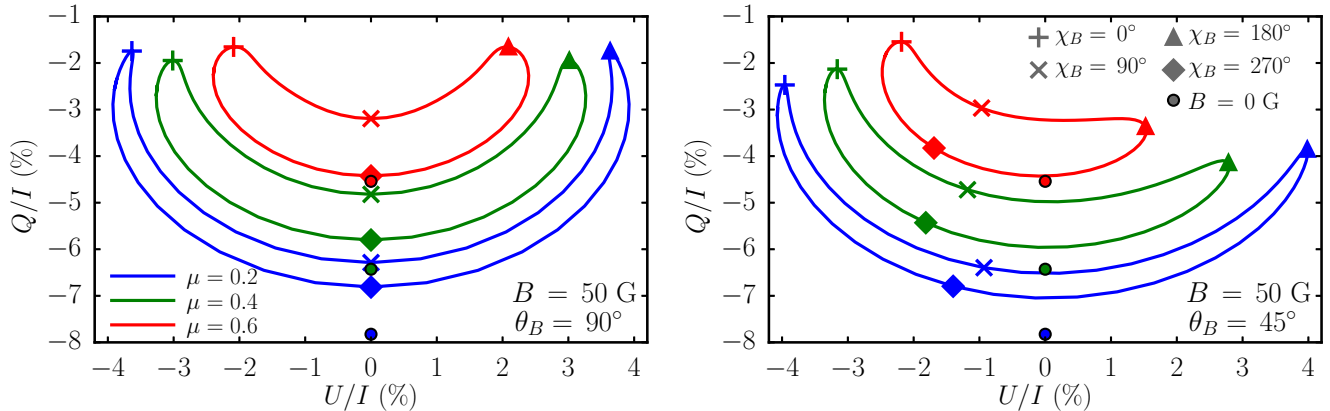 −1
−2
−3
−4
−5
−6
−7
−8
Q/I (%)
−4 −3 −2 −1 0 1 2 3 4
U/I (%)
μ = 0.2
μ = 0.4
μ = 0.6
B = 50 G
θ_B = 90°
−1
−2
−3
−4
−5
−6
−7
−8
Q/I (%)
−4 −3 −2 −1 0 1 2 3 4
U/I (%)
χ_B = 0° χ_B = 180°
χ_B = 90° χ_B = 270°
B = 0 G
B = 50 G
θ_B = 45°